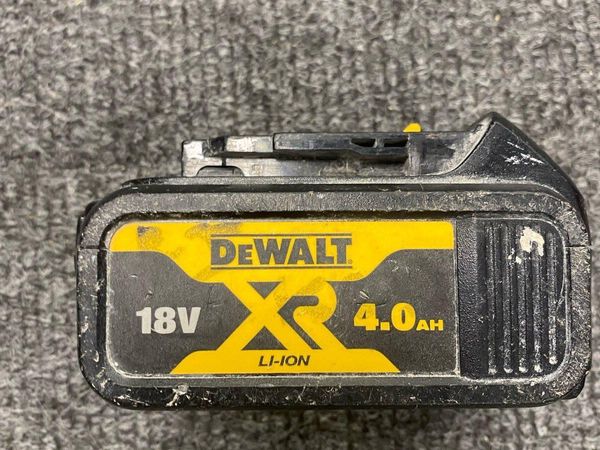 DEWALT
18V XR 4.0AH
LI-ION